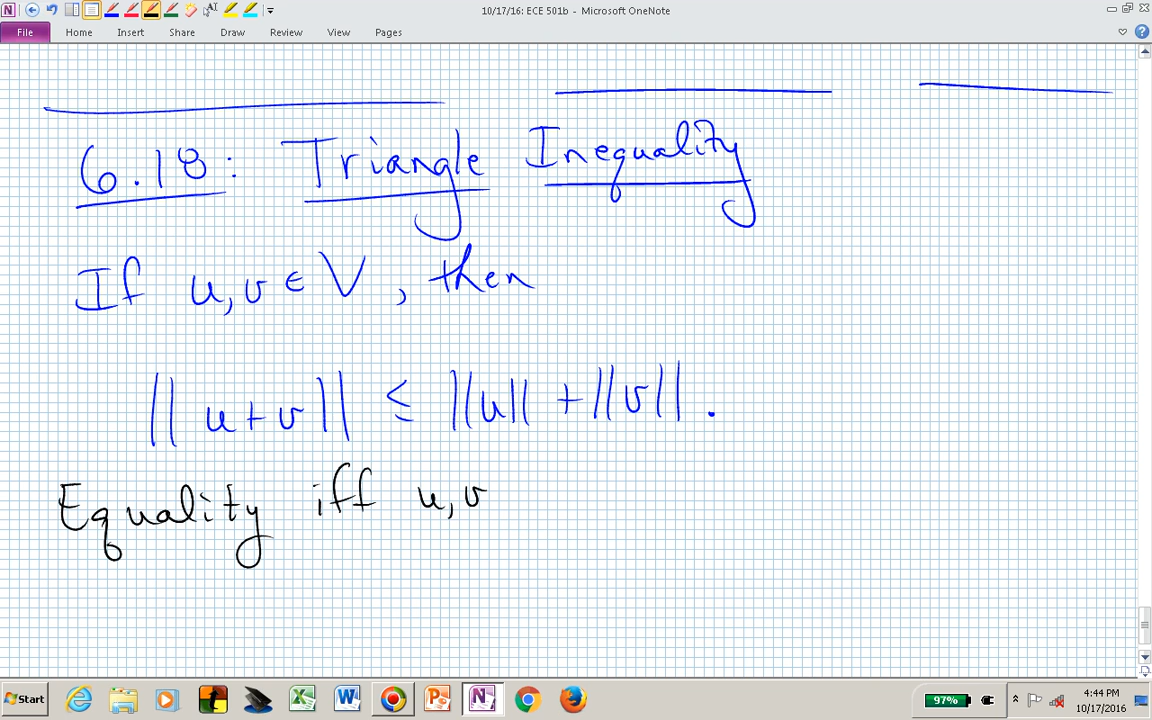 10/17/16: ECE 501b - Microsoft OneNote
File Home Insert Share Draw Review View Pages
6.18: Triangle Inequality
If u, v ∈ V, then
||u+v|| ≤ ||u|| + ||v||.
Equality iff u, v
Start
97%
4:44 PM
10/17/2016